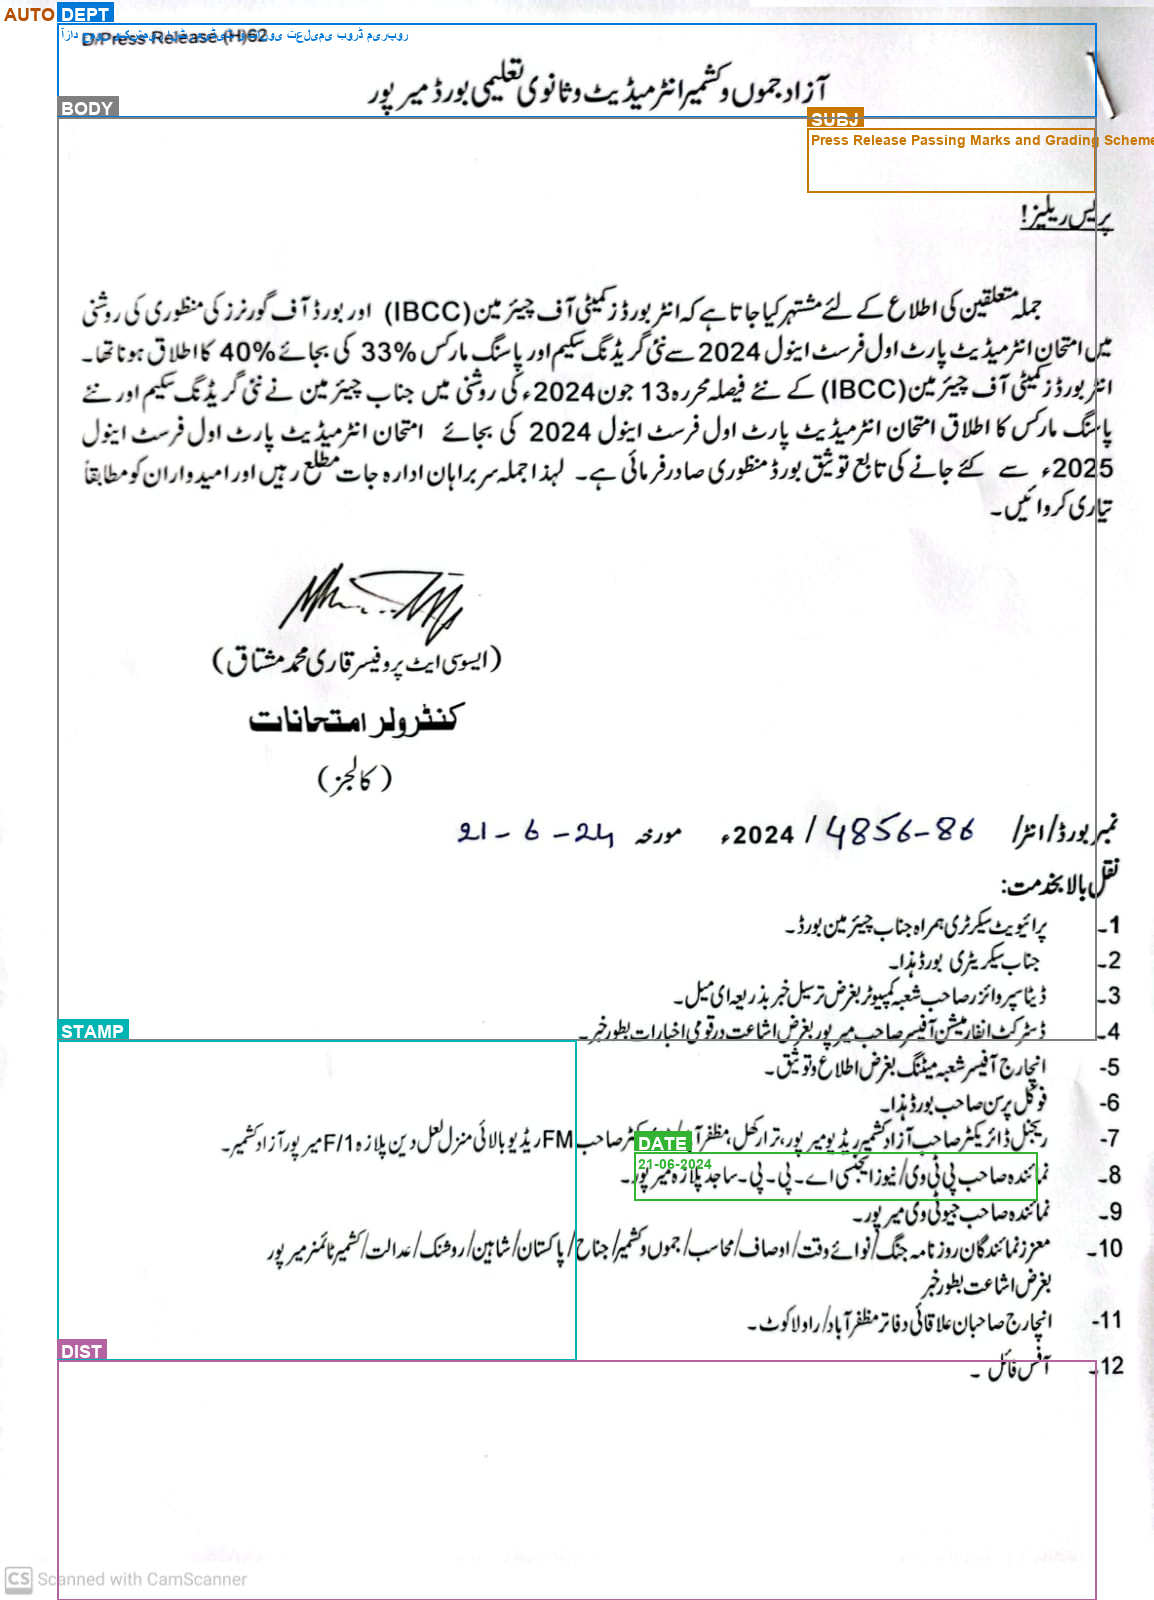 AUTO DEPT
D/Press Release (H)62
آزاد جموں و کشمیر انٹرمیڈیٹ و ثانوی تعلیمی بورڈ میرپور
BODY
SUBJ
Press Release Passing Marks and Grading Scheme
پریس ریلیز!
جملہ متعلقین کی اطلاع کے لئے مشتہر کیا جاتا ہے کہ انٹر بورڈز کمیٹی آف چیئرمین (IBCC) اور بورڈ آف گورنرز کی منظوری کی روشنی
میں امتحان انٹرمیڈیٹ پارٹ اول فرسٹ اینول 2024 سے نئی گریڈنگ سکیم اور پاسنگ مارکس 33% کی بجائے 40% کا اطلاق ہونا تھا۔
انٹر بورڈز کمیٹی آف چیئرمین (IBCC) کے نئے فیصلہ محررہ 13 جون 2024ء کی روشنی میں جناب چیئرمین نے نئی گریڈنگ سکیم اور نئے
پاسنگ مارکس کا اطلاق امتحان انٹرمیڈیٹ پارٹ اول فرسٹ اینول 2024 کی بجائے امتحان انٹرمیڈیٹ پارٹ اول فرسٹ اینول
2025ء سے کئے جانے کی تابع توثیق بورڈ منظوری صادر فرمائی ہے۔ لہذا جملہ سربراہان ادارہ جات مطلع رہیں اور امیدواران کو مطابقاً
تیاری کروائیں۔
(ایسوسی ایٹ پروفیسر قاری محمد مشتاق)
کنٹرولر امتحانات
(کالجز)
نمبر بورڈ/انٹر/ 4856-86 / 2024ء مورخہ 21-6-24
نقل بالا بخدمت:
1- پرائیویٹ سیکرٹری ہمراہ جناب چیئرمین بورڈ۔
2- جناب سیکریٹری بورڈ ہذا۔
3- ڈیٹا سپروائزر صاحب شعبہ کمپیوٹر بغرض ترسیل خبر بذریعہ ای میل۔
STAMP
4- ڈسٹرکٹ انفارمیشن آفیسر صاحب میرپور بغرض اشاعت در قومی اخبارات بطور خبر۔
5- انچارج آفیسر شعبہ میٹنگ بغرض اطلاع و توثیق۔
6- فوکل پرسن صاحب بورڈ ہذا۔
7- ریجنل ڈائریکٹر صاحب آزاد کشمیر ریڈیو میرپور، تراڑکھل، مظفرآباد/ڈائریکٹر صاحب FM ریڈیو بالائی منزل لعل دین پلازہ F/1 میرپور آزاد کشمیر۔
DATE
21-06-2024
8- نمائندہ صاحب پی ٹی وی/نیوز ایجنسی اے۔پی۔پی۔ ساجد پلازہ میرپور۔
9- نمائندہ صاحب جیو ٹی وی میرپور۔
10- معزز نمائندگان روزنامہ جنگ/نوائے وقت/اوصاف/محاسب/جموں و کشمیر/جناح/پاکستان/شاہین/روشنک/عدالت/کشمیر ٹائمز میرپور
بغرض اشاعت بطور خبر
11- انچارج صاحبان علاقائی دفاتر مظفرآباد/راولاکوٹ۔
DIST
12- آفس فائل۔
CS Scanned with CamScanner